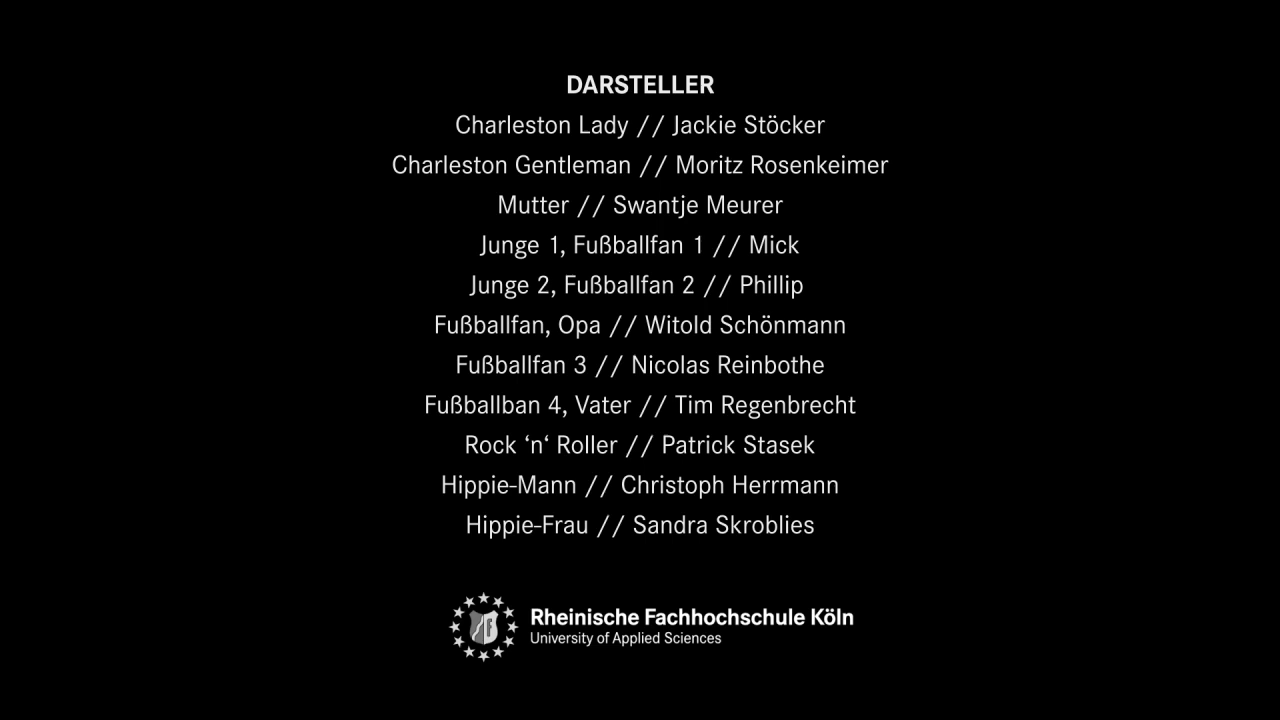 DARSTELLER
Charleston Lady // Jackie Stöcker
Charleston Gentleman // Moritz Rosenkeimer
Mutter // Swantje Meurer
Junge 1, Fußballfan 1 // Mick
Junge 2, Fußballfan 2 // Phillip
Fußballfan, Opa // Witold Schönmann
Fußballfan 3 // Nicolas Reinbothe
Fußballban 4, Vater // Tim Regenbrecht
Rock ‘n‘ Roller // Patrick Stasek
Hippie-Mann // Christoph Herrmann
Hippie-Frau // Sandra Skroblies
Rheinische Fachhochschule Köln
University of Applied Sciences